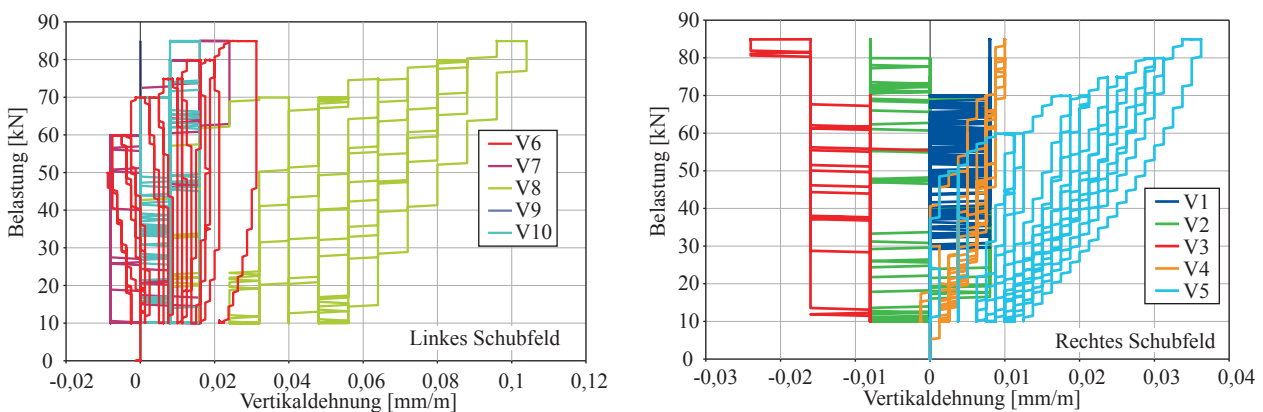 90
80
70
60
50
40
30
20
10
0
Belastung [kN]
V6
V7
V8
V9
V10
Linkes Schubfeld
-0,02 0 0,02 0,04 0,06 0,08 0,1 0,12
Vertikaldehnung [mm/m]
90
80
70
60
50
40
30
20
10
0
Belastung [kN]
V1
V2
V3
V4
V5
Rechtes Schubfeld
-0,03 -0,02 -0,01 0 0,01 0,02 0,03 0,04
Vertikaldehnung [mm/m]